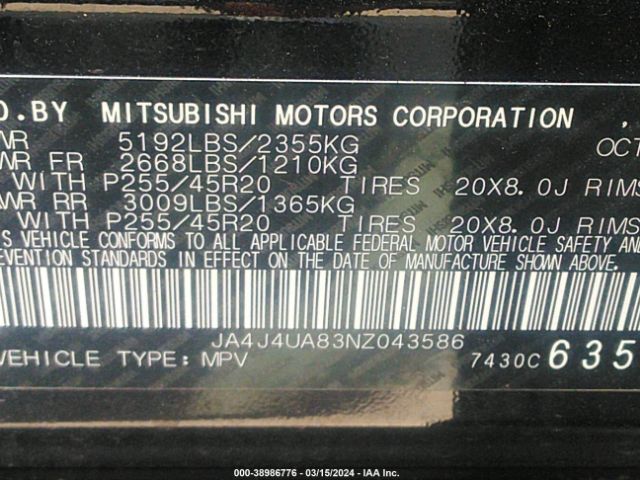 D.BY MITSUBISHI MOTORS CORPORATION
WR 5192LBS/2355KG OCT
WR FR 2668LBS/1210KG
WITH P255/45R20 TIRES 20X8.0J RIMS
AWR RR 3009LBS/1365KG
WITH P255/45R20 TIRES 20X8.0J RIMS
S VEHICLE CONFORMS TO ALL APPLICABLE FEDERAL MOTOR VEHICLE SAFETY AND
EVENTION STANDARDS IN EFFECT ON THE DATE OF MANUFACTURE SHOWN ABOVE.
JA4J4UA83NZ043586
VEHICLE TYPE: MPV 7430C 635
000-38986776 - 03/15/2024 - IAA Inc.